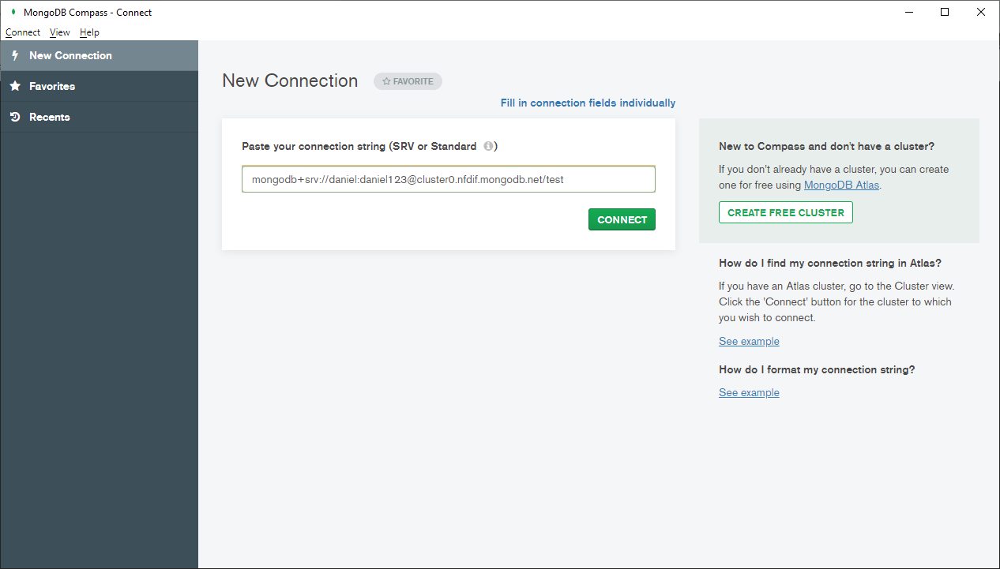 MongoDB Compass - Connect
Connect View Help
New Connection
Favorites
Recents
New Connection
FAVORITE
Fill in connection fields individually
Paste your connection string (SRV or Standard i)
mongodb+srv://daniel:daniel123@cluster0.nfdif.mongodb.net/test
CONNECT
New to Compass and don't have a cluster?
If you don't already have a cluster, you can create
one for free using MongoDB Atlas.
CREATE FREE CLUSTER
How do I find my connection string in Atlas?
If you have an Atlas cluster, go to the Cluster view.
Click the 'Connect' button for the cluster to which
you wish to connect.
See example
How do I format my connection string?
See example